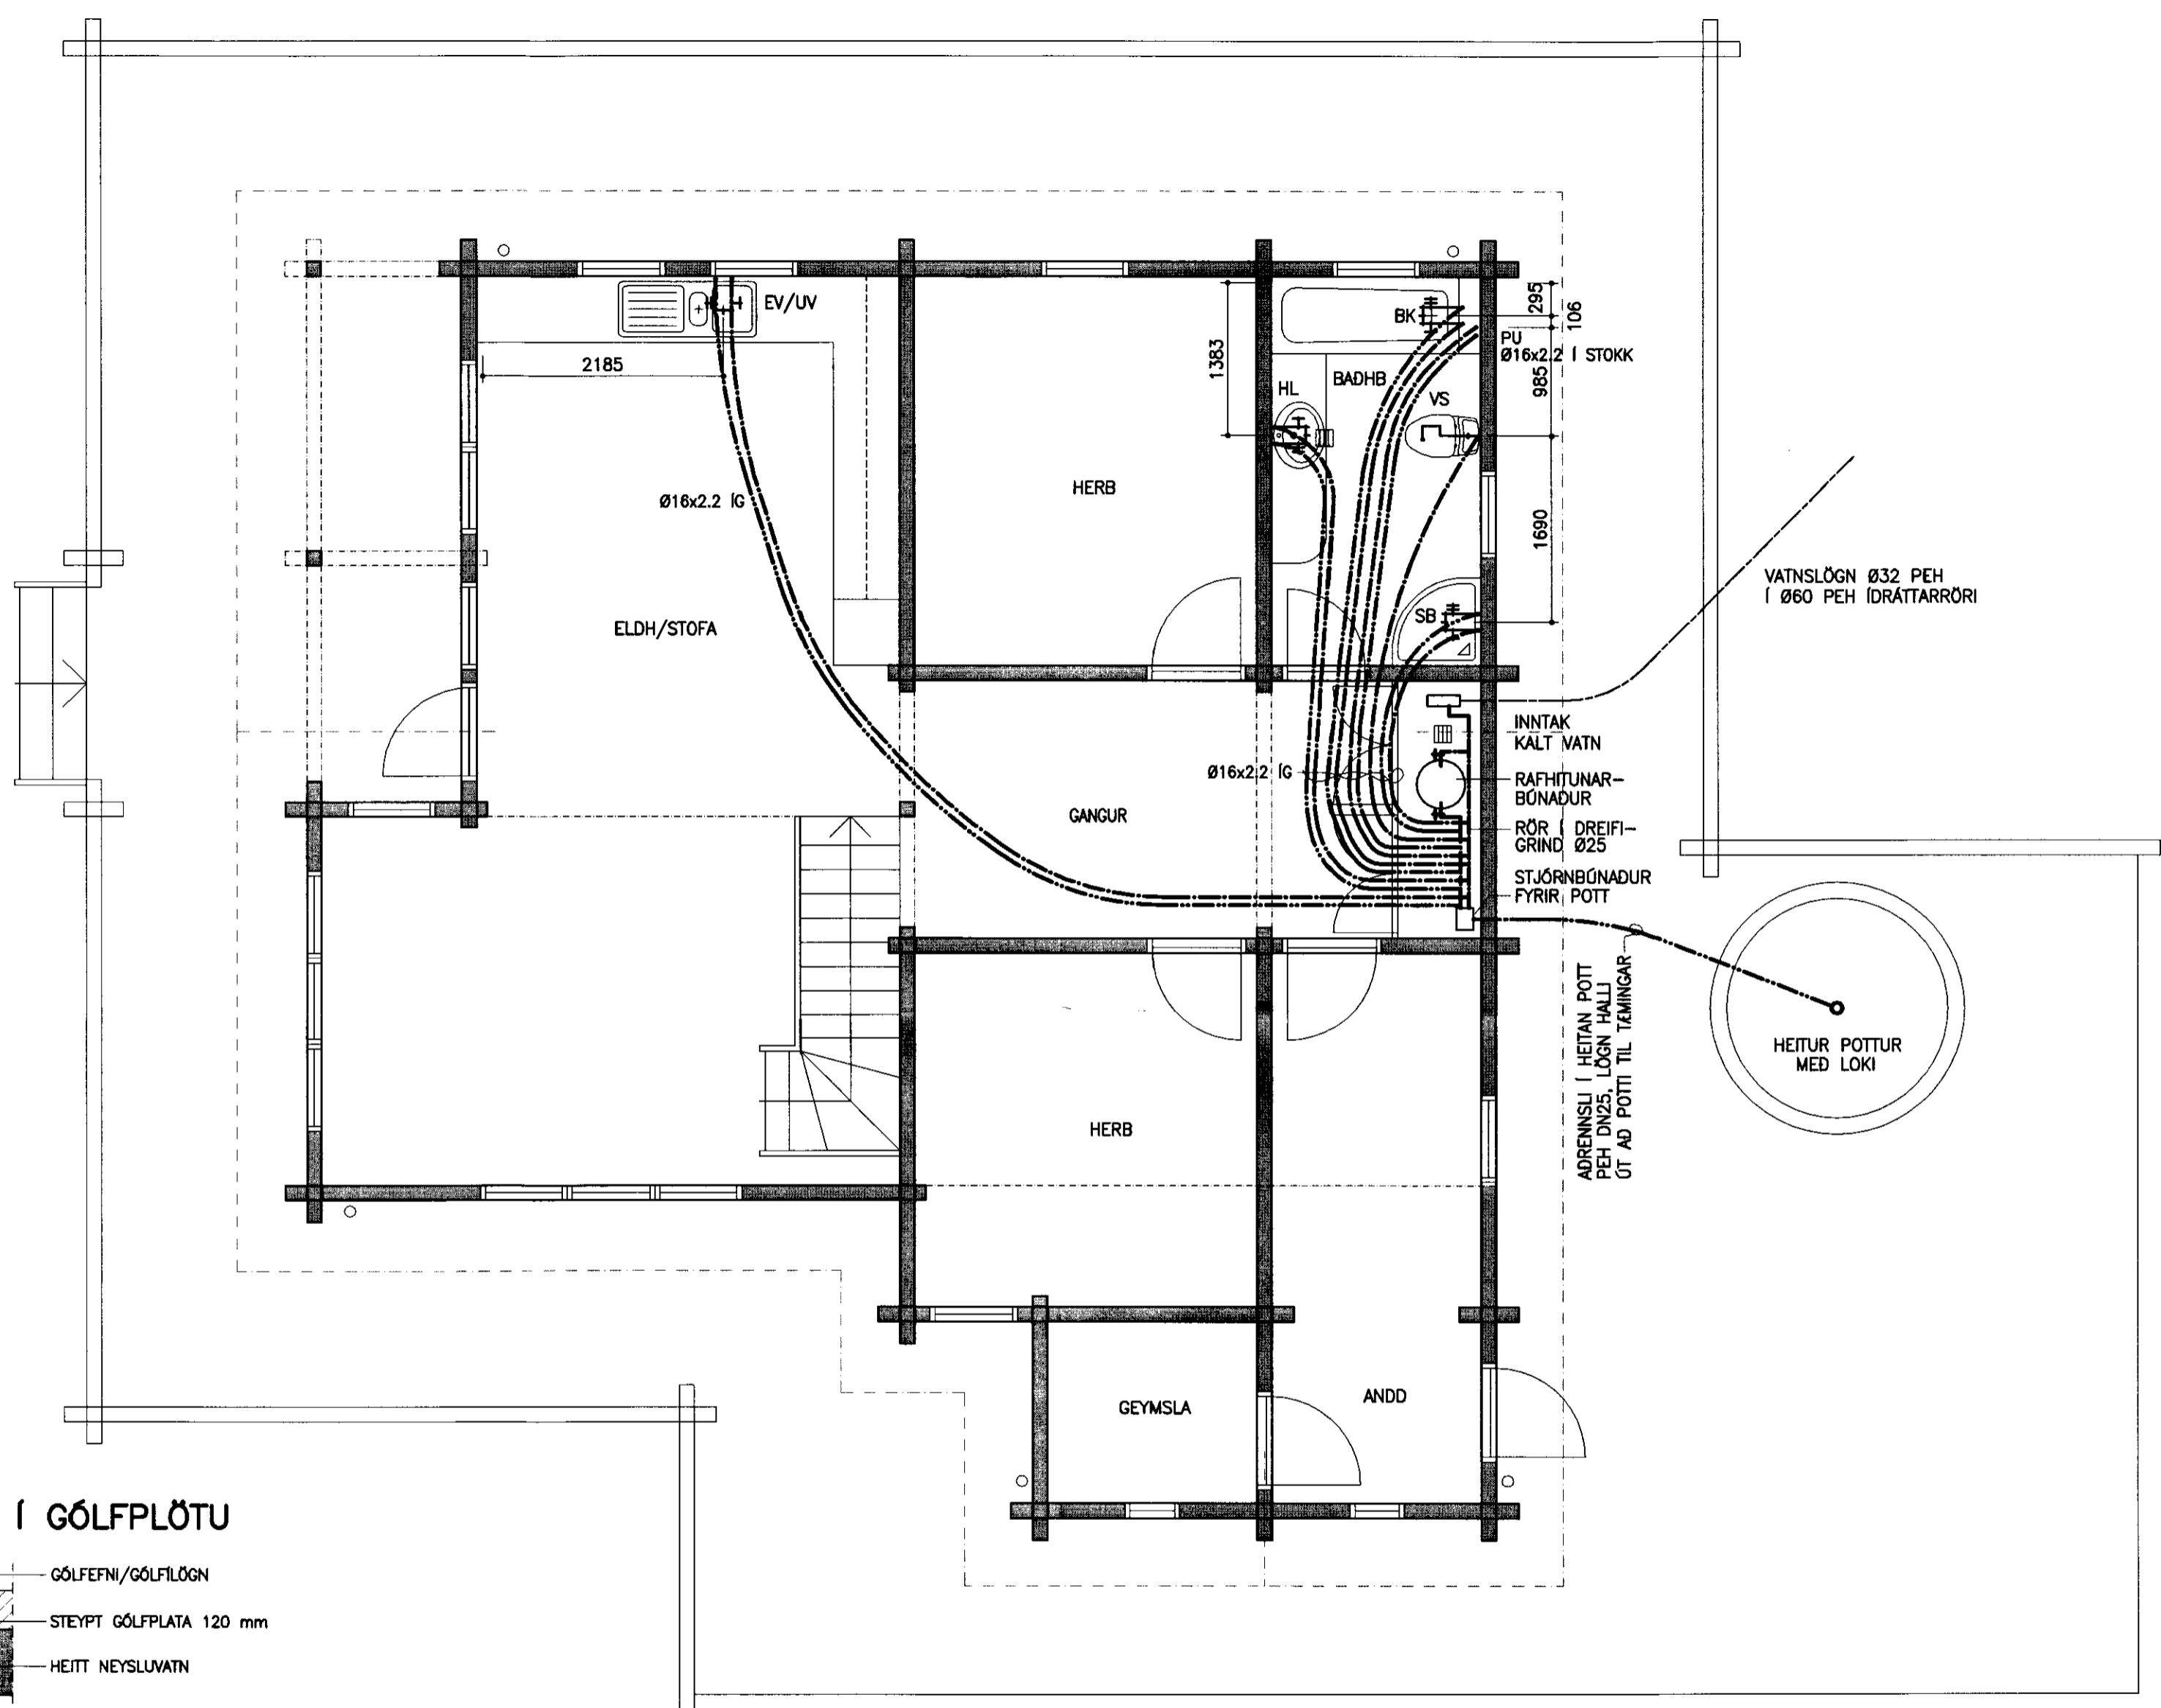 EV/UV
2185
Ø16x2.2 ÍG
ELDH/STOFA
HERB
1383
HL
BAÐHB
BK
VS
295
106
PU
Ø16x2.2 Í STOKK
985
1690
SB
VATNSLÖGN Ø32 PEH
Í Ø60 PEH ÍDRÁTTARRÖRI
INNTAK
KALT VATN
Ø16x2.2 ÍG
RAFHITUNAR-
BÚNAÐUR
GANGUR
RÖR Í DREIFI-
GRIND Ø25
STJÓRNBÚNAÐUR
FYRIR POTT
AÐRENNSLI Í HEITAN POTT
PEH DN25, LÖGN HALLI
ÚT AÐ POTTI TIL TÆMINGAR
HEITUR POTTUR
MEÐ LOKI
HERB
GEYMSLA
ANDD
Í GÓLFPLÖTU
GÓLFEFNI/GÓLFÍLÖGN
STEYPT GÓLFPLATA 120 mm
HEITT NEYSLUVATN